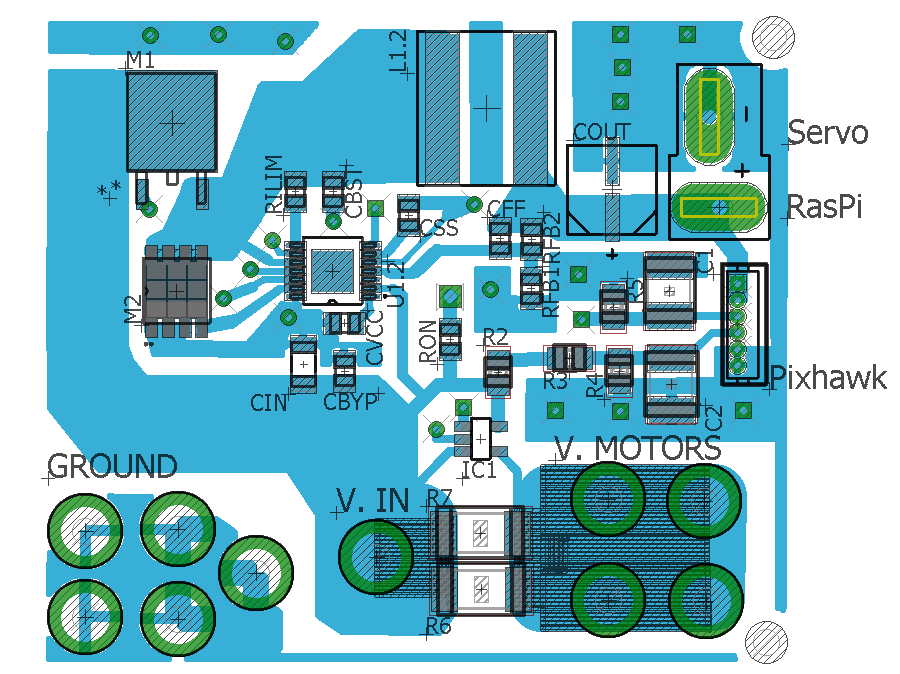 M1
L1.2
COUT
Servo
RasPi
**
RILIM
CBST
CSS
CFF
RFB2
RFB1
U1.2
M2
C1
R5
CVCC
RON
R2
R3
R4
C2
Pixhawk
CIN
CBYP
IC1
V. MOTORS
GROUND
V. IN
R7
R6
- 
+
+